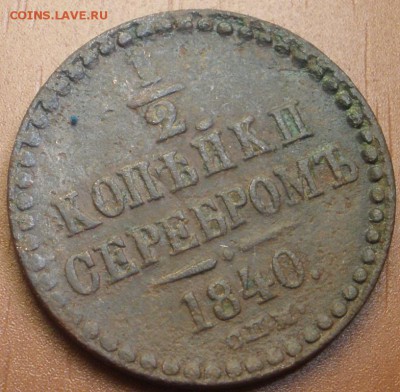 COINS.LAVE.RU
1/2
КОПѢЙКИ
СЕРЕБРОМЪ
1840.